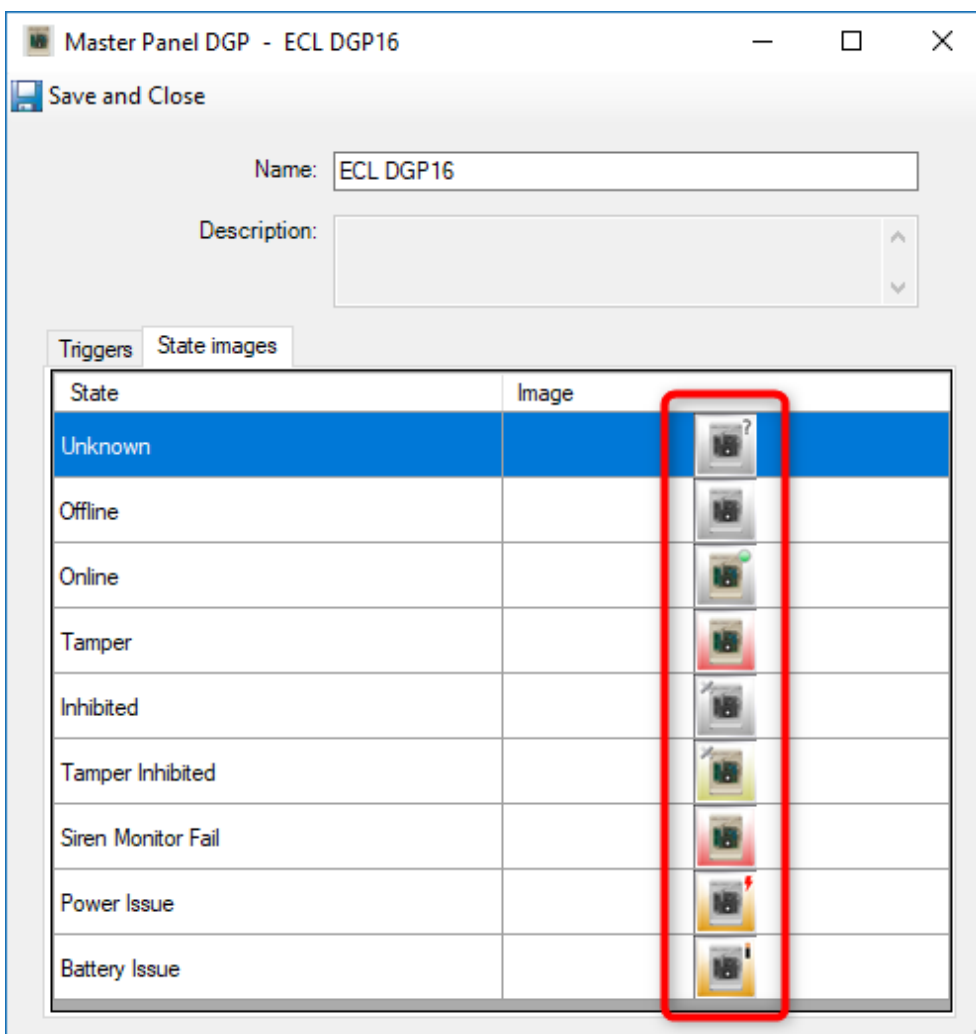 Master Panel DGP - ECL DGP16
Save and Close
Name: ECL DGP16
Description:
Triggers State images
State Image
Unknown
?
Offline
Online
Tamper
Inhibited
Tamper Inhibited
Siren Monitor Fail
Power Issue
Battery Issue